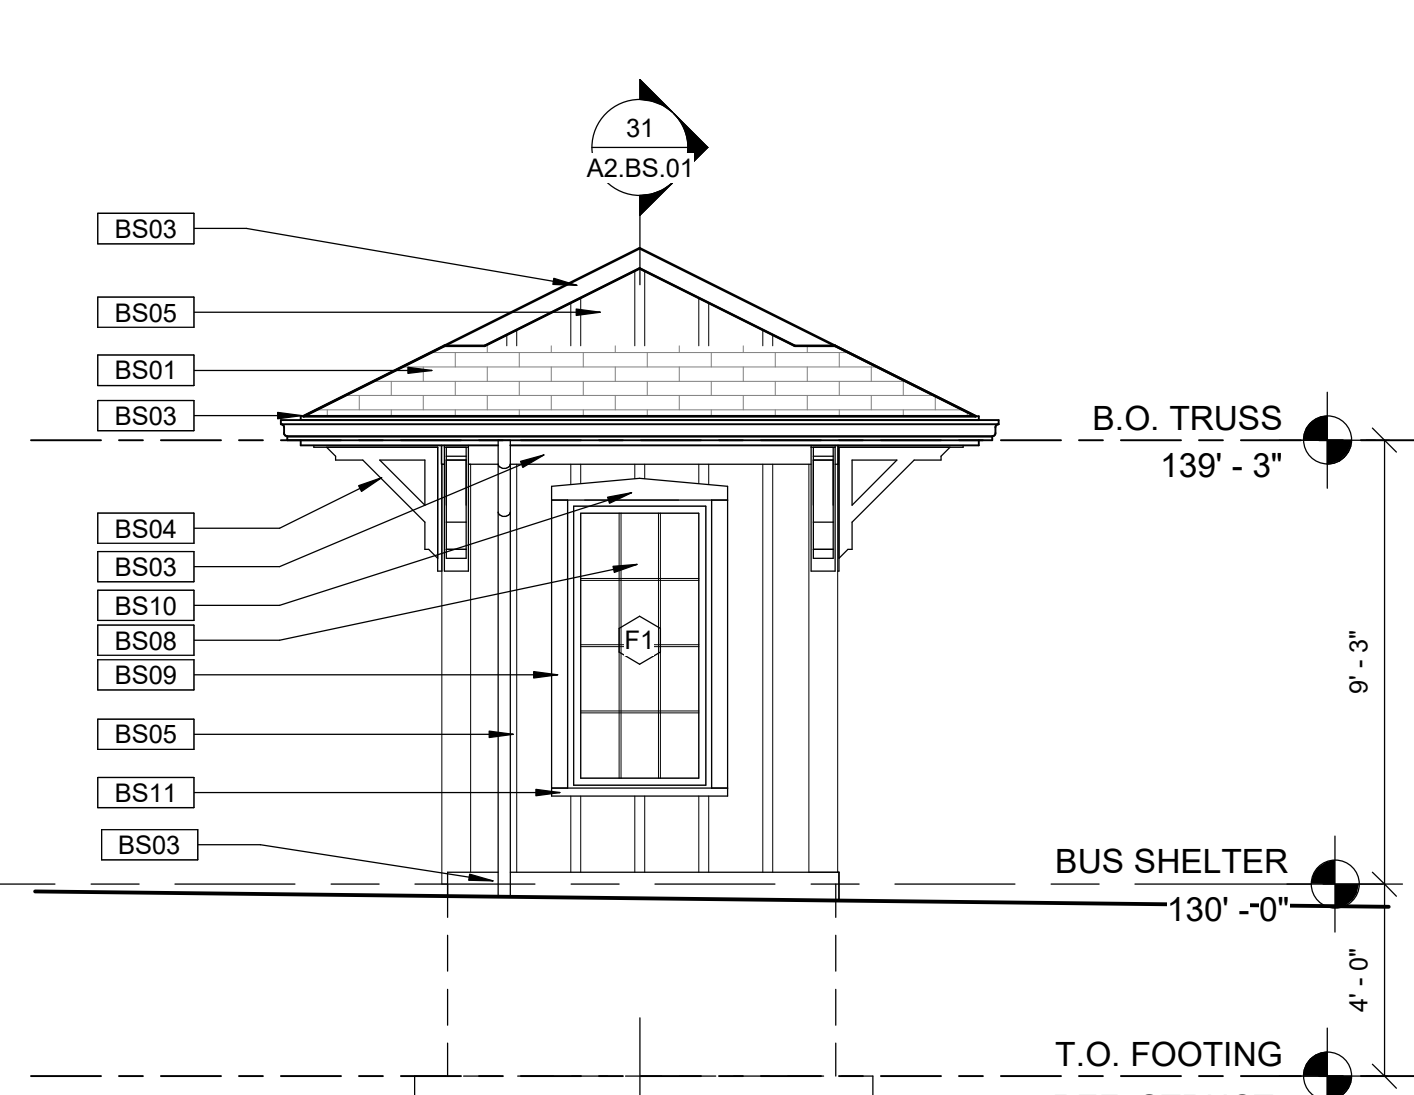 31
A2.BS.01
BS03
BS05
BS01
BS03
B.O. TRUSS
139' - 3"
BS04
BS03
BS10
BS08
F1
BS09
9' - 3"
BS05
BS11
BS03
BUS SHELTER
130' - 0"
4' - 0"
T.O. FOOTING